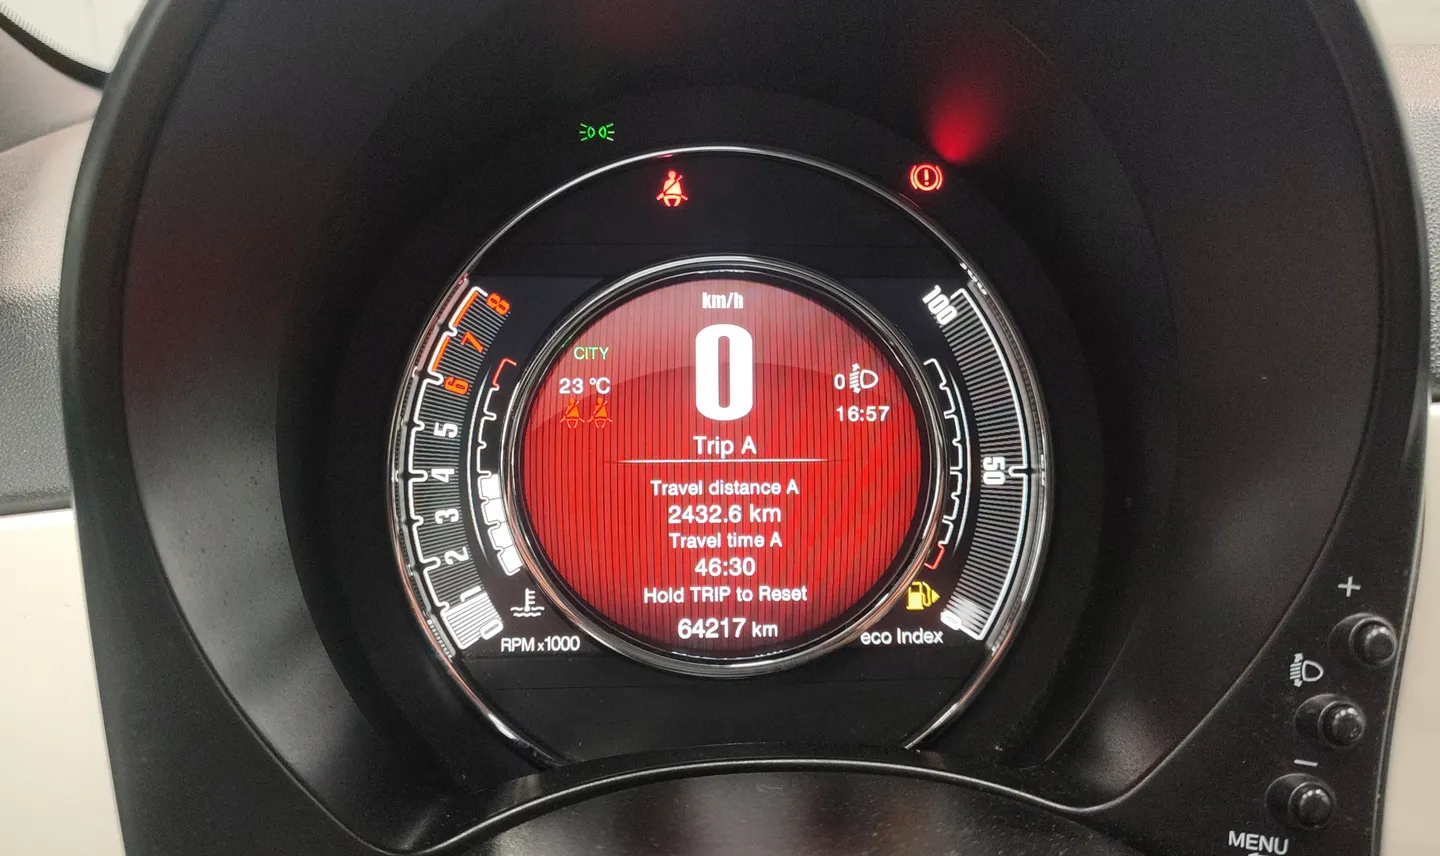 km/h
0
CITY
23 °C
0
16:57
Trip A
Travel distance A
2432.6 km
Travel time A
46:30
Hold TRIP to Reset
64217 km
8
7
6
5
4
3
2
1
0
RPM x1000
100
50
0
eco Index
+
−
MENU